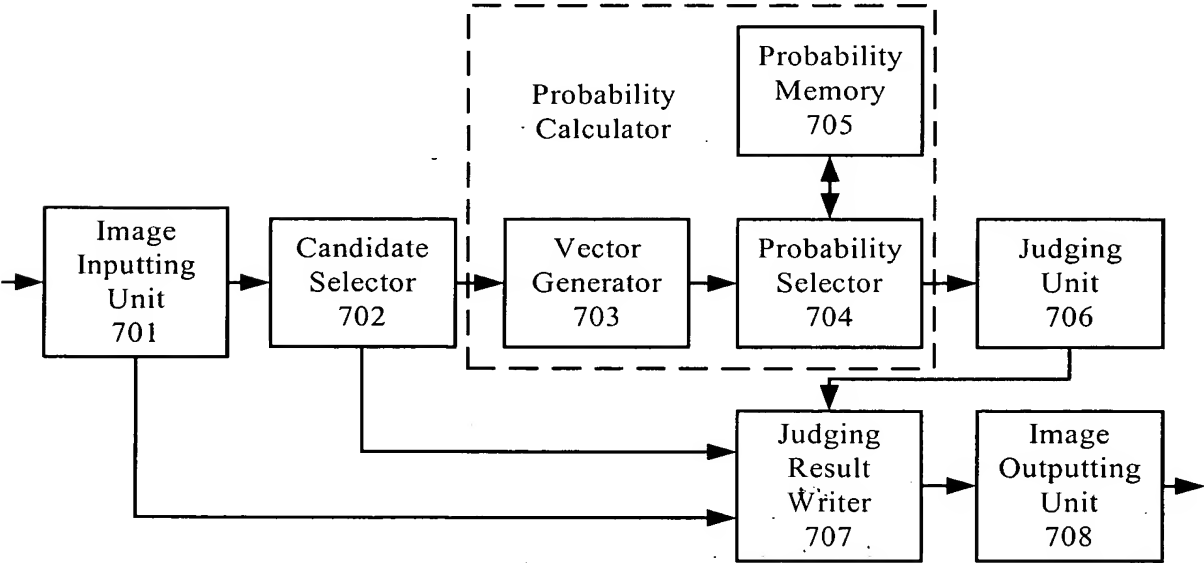 Probability
Memory
705
Probability
Calculator
Image
Inputting
Unit
701
Candidate
Selector
702
Vector
Generator
703
Probability
Selector
704
Judging
Unit
706
Judging
Result
Writer
707
Image
Outputting
Unit
708